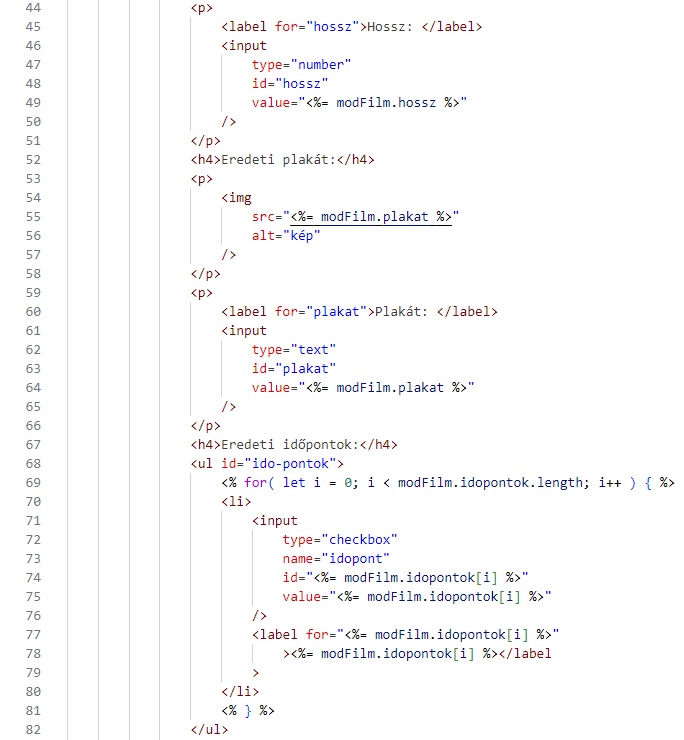 44 <p>
45 <label for="hossz">Hossz: </label>
46 <input
47 type="number"
48 id="hossz"
49 value="<%= modFilm.hossz %>"
50 />
51 </p>
52 <h4>Eredeti plakát:</h4>
53 <p>
54 <img
55 src="<%= modFilm.plakat %>"
56 alt="kép"
57 />
58 </p>
59 <p>
60 <label for="plakat">Plakát: </label>
61 <input
62 type="text"
63 id="plakat"
64 value="<%= modFilm.plakat %>"
65 />
66 </p>
67 <h4>Eredeti időpontok:</h4>
68 <ul id="ido-pontok">
69 <% for( let i = 0; i < modFilm.idopontok.length; i++ ) { %>
70 <li>
71 <input
72 type="checkbox"
73 name="idopont"
74 id="<%= modFilm.idopontok[i] %>"
75 value="<%= modFilm.idopontok[i] %>"
76 />
77 <label for="<%= modFilm.idopontok[i] %>"
78 ><%= modFilm.idopontok[i] %></label
79 >
80 </li>
81 <% } %>
82 </ul>